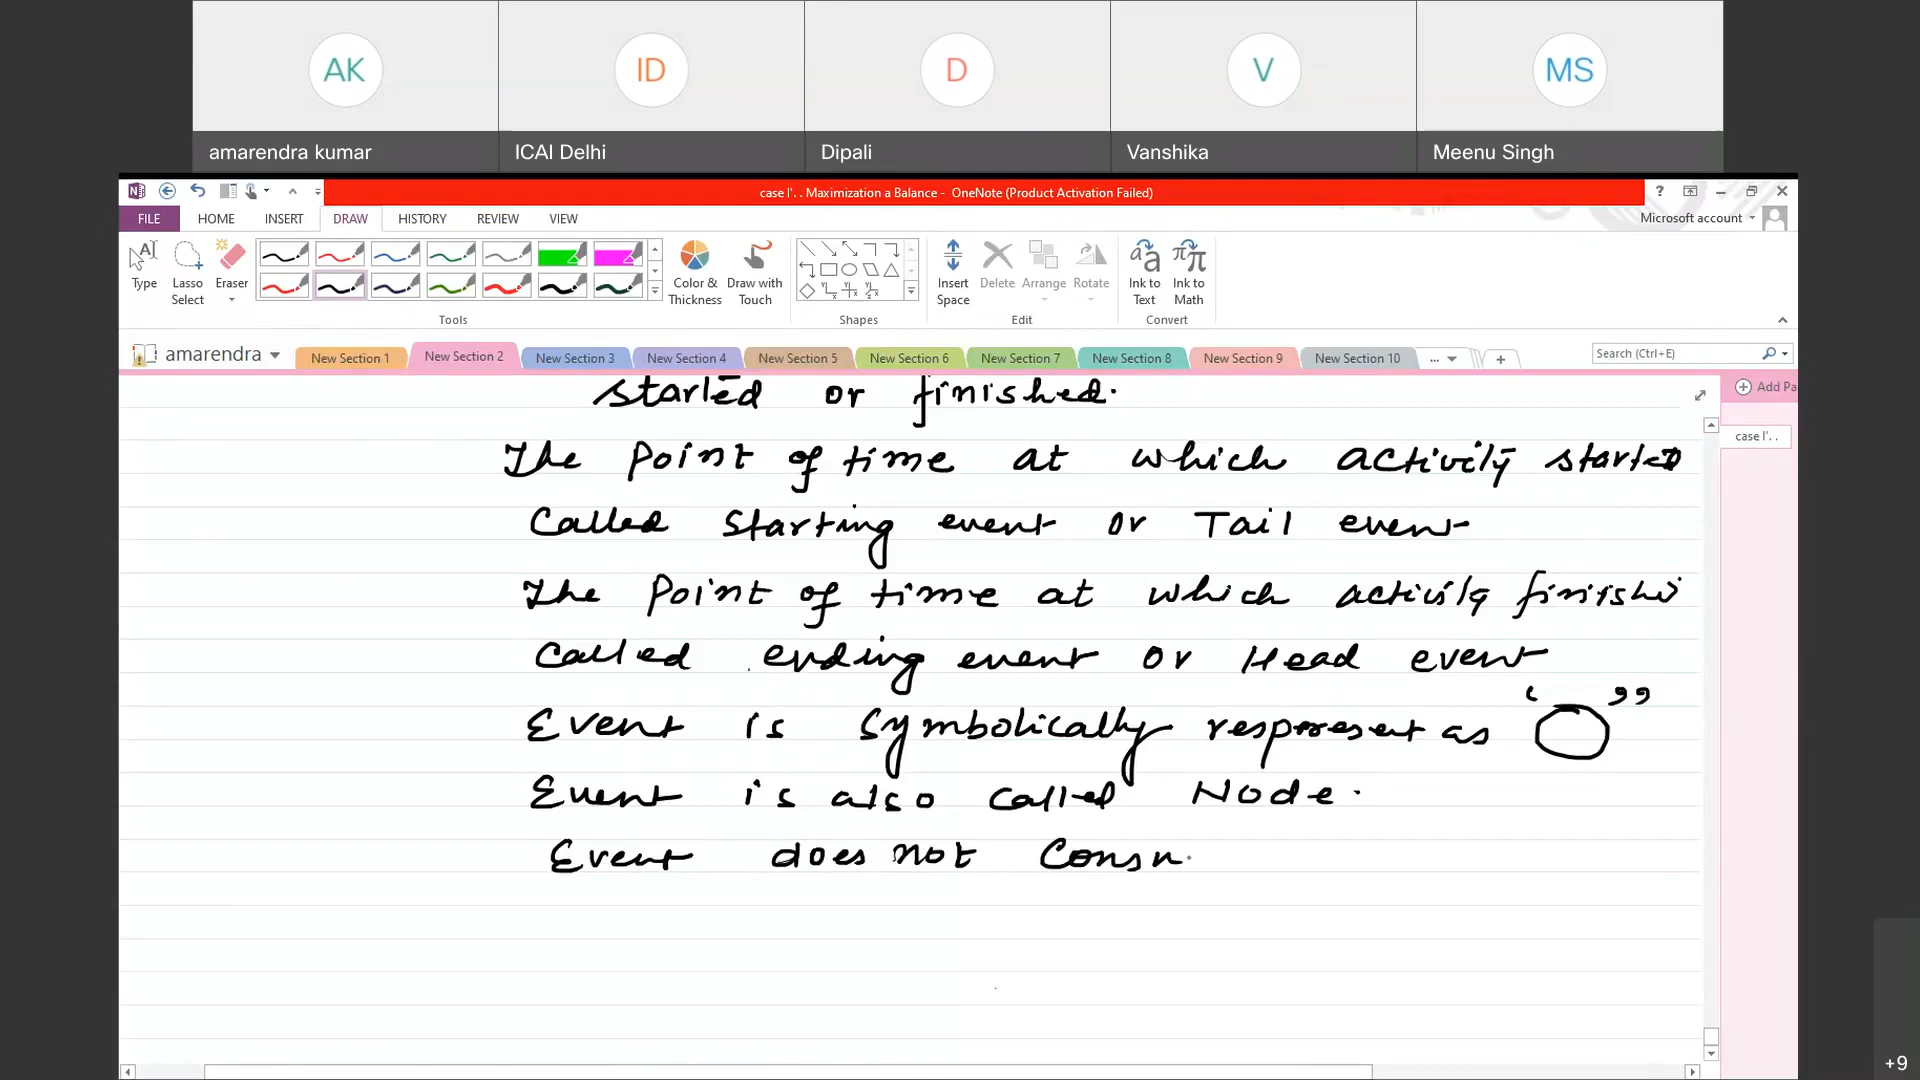 AK
ID
D
V
MS
amarendra kumar
ICAI Delhi
Dipali
Vanshika
Meenu Singh
case I'. . Maximization a Balance - OneNote (Product Activation Failed)
?
FILE
HOME
INSERT
DRAW
HISTORY
REVIEW
VIEW
Microsoft account
Type
Lasso Select
Eraser
Color & Thickness
Draw with Touch
Insert Space
Delete
Arrange
Rotate
Ink to Text
Ink to Math
Tools
Shapes
Edit
Convert
amarendra
New Section 1
New Section 2
New Section 3
New Section 4
New Section 5
New Section 6
New Section 7
New Section 8
New Section 9
New Section 10
...
+
Search (Ctrl+E)
Add Pa
case I'. .
started or finished.
The point of time at which activity started
called starting event or Tail event
The point of time at which activity finishi
called ending event or Head event
Event is symbolically respresent as "O"
Event is also called Node.
Event does not Consu
+9